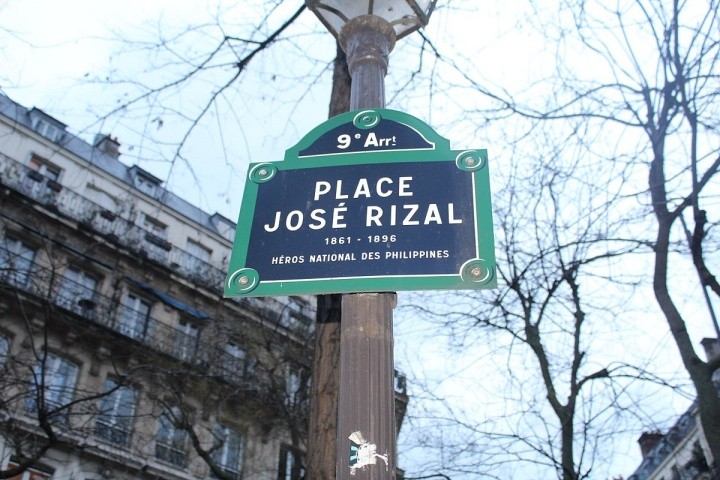 9e Arrt
PLACE
JOSÉ RIZAL
1861 - 1896
HÉROS NATIONAL DES PHILIPPINES